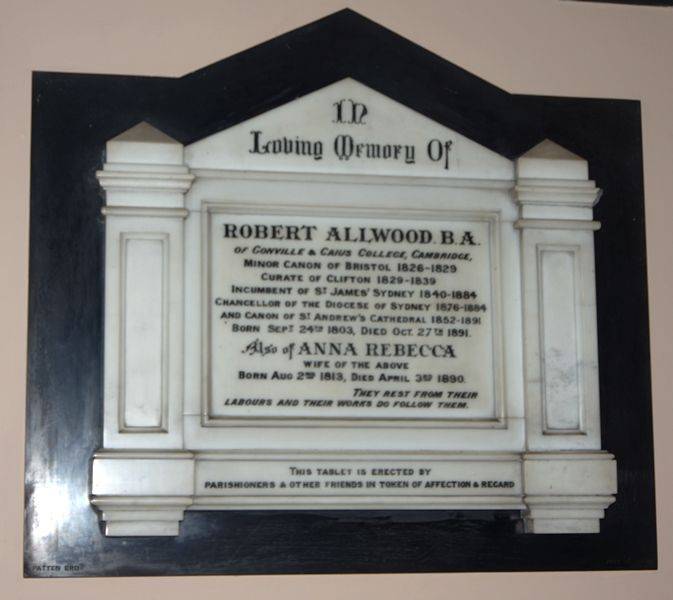 In
Loving Memory Of
ROBERT ALLWOOD. B.A.
OF GONVILLE & CAIUS COLLEGE, CAMBRIDGE,
MINOR CANON OF BRISTOL 1826-1829
CURATE OF CLIFTON 1829-1839
INCUMBENT OF ST JAMES' SYDNEY 1840-1884
CHANCELLOR OF THE DIOCESE OF SYDNEY 1876-1884
AND CANON OF ST ANDREW'S CATHEDRAL 1852-1891
BORN SEPT 24TH 1803, DIED OCT. 27TH 1891.
Also of ANNA REBECCA
WIFE OF THE ABOVE
BORN AUG 2ND 1813, DIED APRIL 3RD 1890.
THEY REST FROM THEIR
LABOURS AND THEIR WORKS DO FOLLOW THEM.
THIS TABLET IS ERECTED BY
PARISHIONERS & OTHER FRIENDS IN TOKEN OF AFFECTION & REGARD
PATTEN BROS